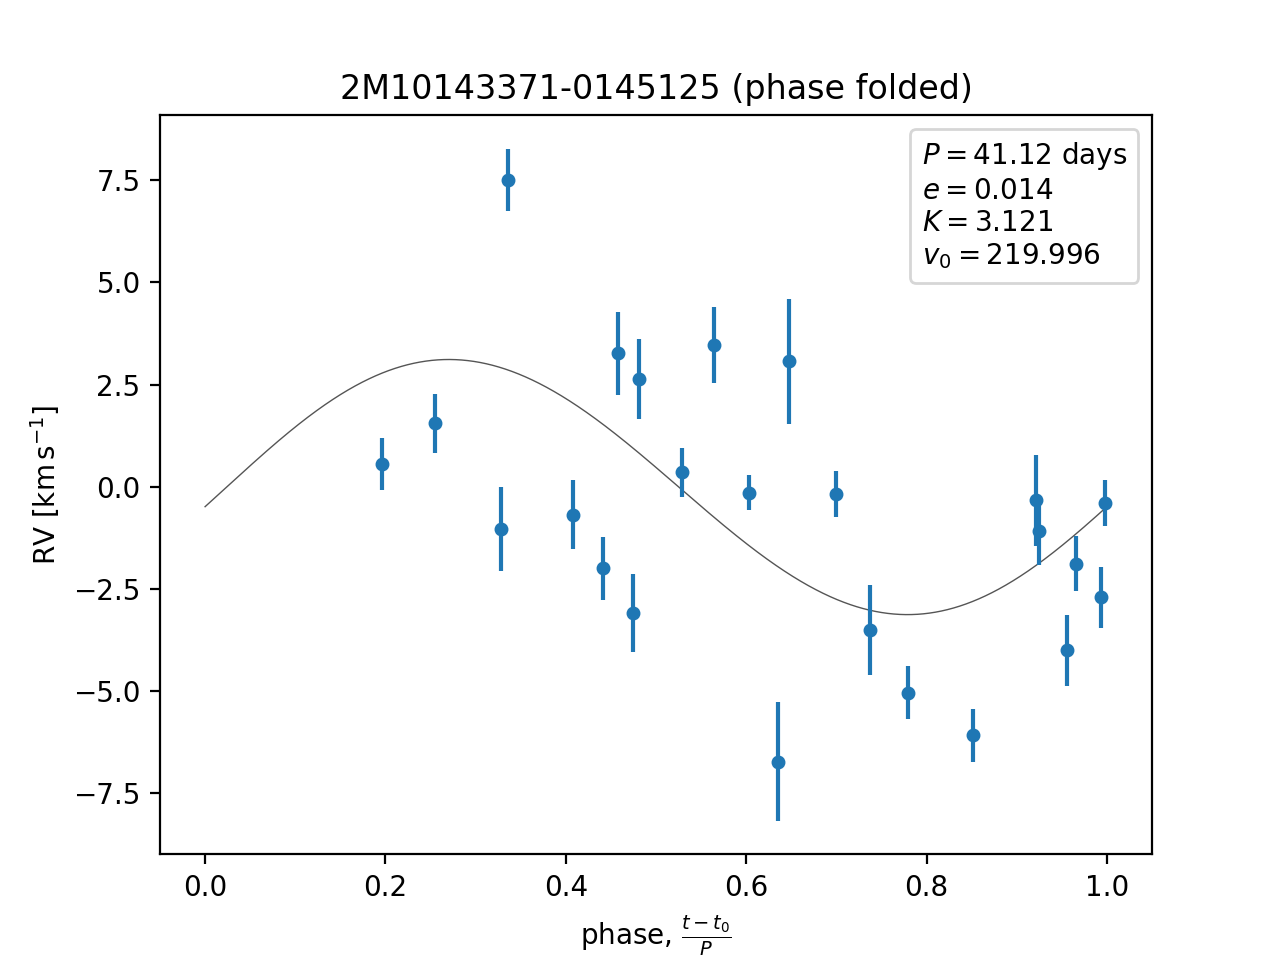 2M10143371-0145125 (phase folded)
P = 41.12 days
e = 0.014
K = 3.121
v₀ = 219.996
RV [km s⁻¹]
7.5
5.0
2.5
0.0
−2.5
−5.0
−7.5
0.0 0.2 0.4 0.6 0.8 1.0
phase, (t − t₀)/P